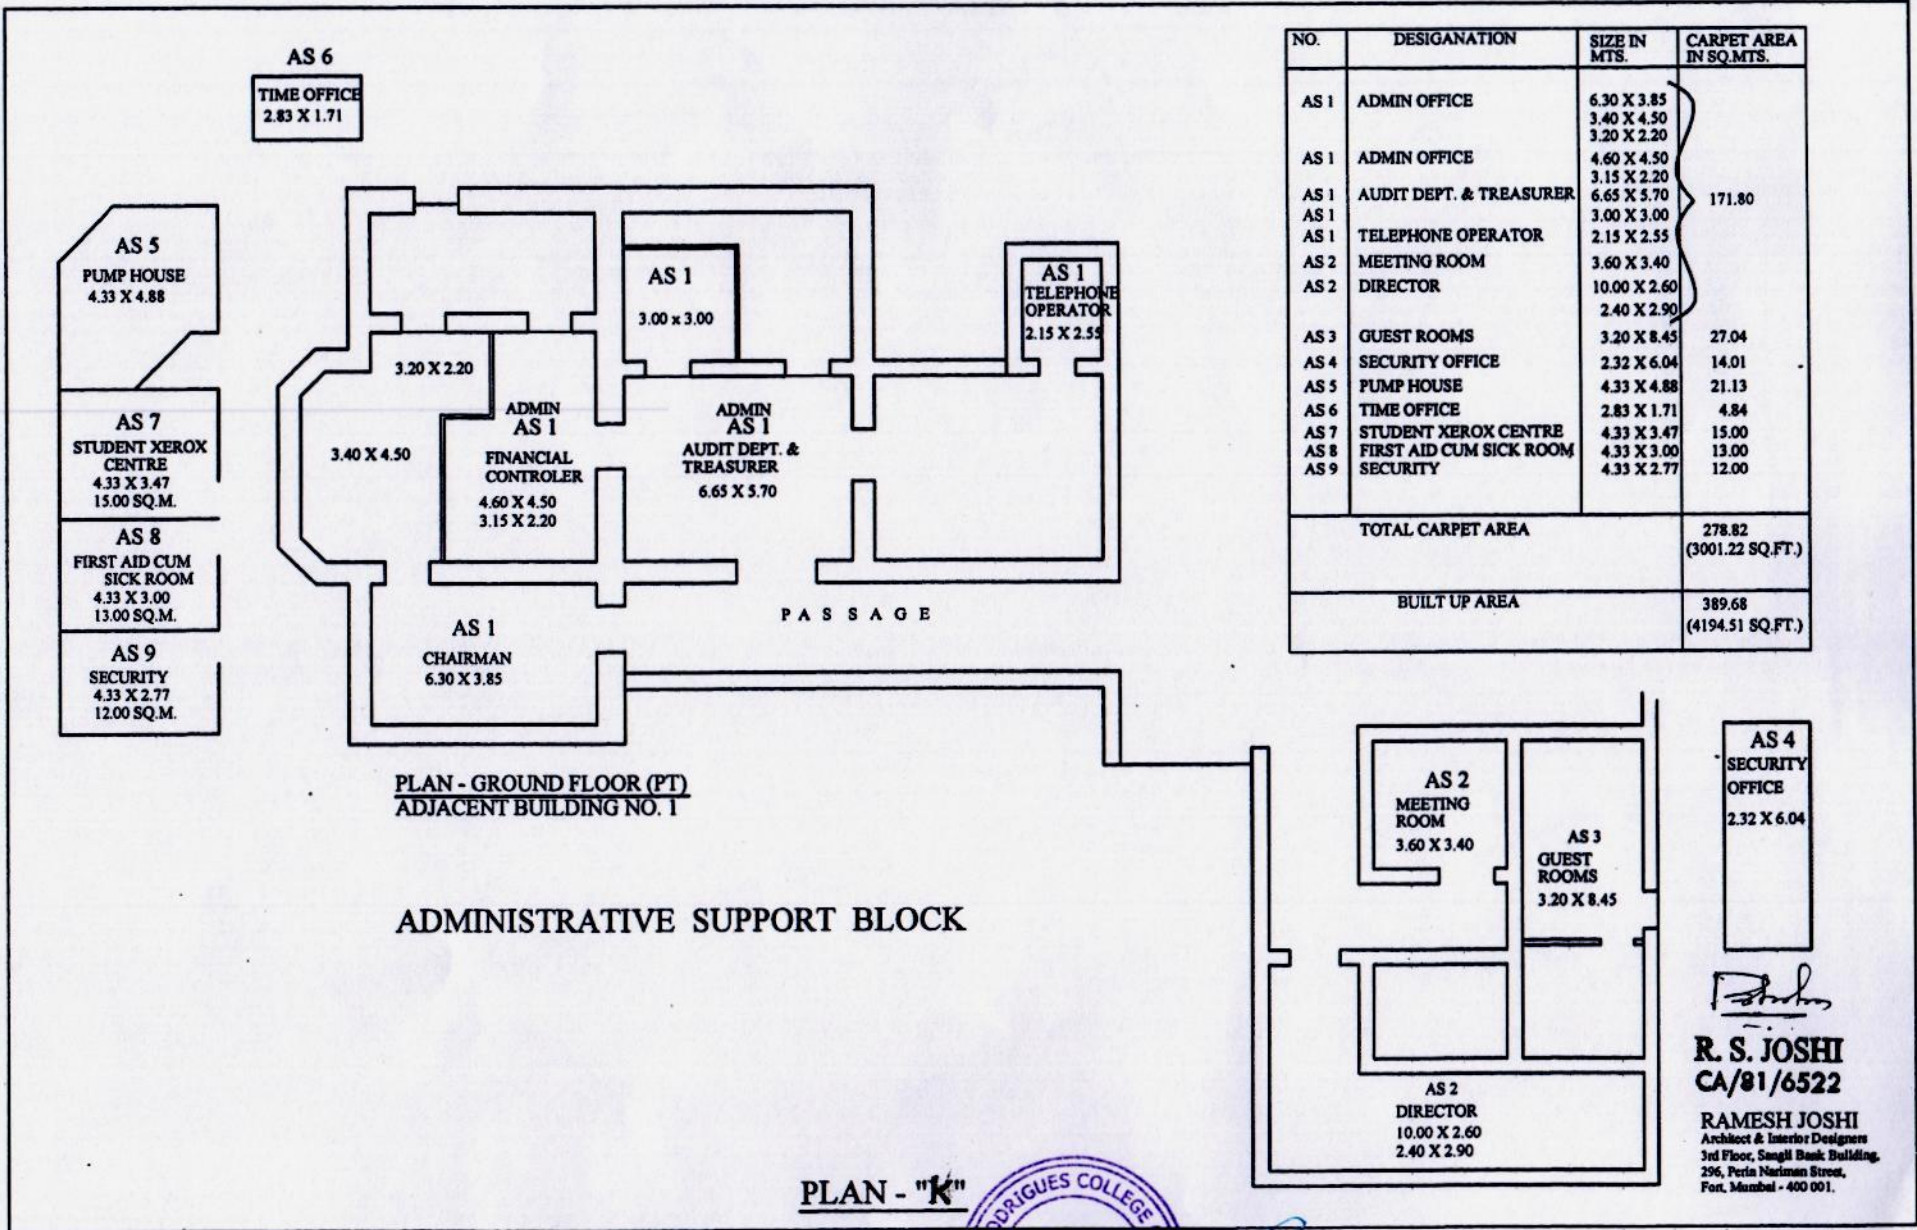 AS 6
TIME OFFICE
2.83 X 1.71
AS 5
PUMP HOUSE
4.33 X 4.88
AS 7
STUDENT XEROX
CENTRE
4.33 X 3.47
15.00 SQ.M.
AS 8
FIRST AID CUM
SICK ROOM
4.33 X 3.00
13.00 SQ.M.
AS 9
SECURITY
4.33 X 2.77
12.00 SQ.M.
3.20 X 2.20
3.40 X 4.50
ADMIN
AS 1
FINANCIAL
CONTROLER
4.60 X 4.50
3.15 X 2.20
AS 1
3.00 x 3.00
ADMIN
AS 1
AUDIT DEPT. &
TREASURER
6.65 X 5.70
AS 1
TELEPHONE
OPERATOR
2.15 X 2.55
PASSAGE
AS 1
CHAIRMAN
6.30 X 3.85
PLAN - GROUND FLOOR (PT)
ADJACENT BUILDING NO. 1
ADMINISTRATIVE SUPPORT BLOCK
NO. DESIGANATION SIZE IN MTS. CARPET AREA IN SQ.MTS.
AS 1 ADMIN OFFICE 6.30 X 3.85
3.40 X 4.50
3.20 X 2.20
AS 1 ADMIN OFFICE 4.60 X 4.50
3.15 X 2.20
AS 1 AUDIT DEPT. & TREASURER 6.65 X 5.70 171.80
AS 1 3.00 X 3.00
AS 1 TELEPHONE OPERATOR 2.15 X 2.55
AS 2 MEETING ROOM 3.60 X 3.40
AS 2 DIRECTOR 10.00 X 2.60
2.40 X 2.90
AS 3 GUEST ROOMS 3.20 X 8.45 27.04
AS 4 SECURITY OFFICE 2.32 X 6.04 14.01
AS 5 PUMP HOUSE 4.33 X 4.88 21.13
AS 6 TIME OFFICE 2.83 X 1.71 4.84
AS 7 STUDENT XEROX CENTRE 4.33 X 3.47 15.00
AS 8 FIRST AID CUM SICK ROOM 4.33 X 3.00 13.00
AS 9 SECURITY 4.33 X 2.77 12.00
TOTAL CARPET AREA 278.82
(3001.22 SQ.FT.)
BUILT UP AREA 389.68
(4194.51 SQ.FT.)
AS 2
MEETING
ROOM
3.60 X 3.40
AS 3
GUEST
ROOMS
3.20 X 8.45
AS 4
SECURITY
OFFICE
2.32 X 6.04
AS 2
DIRECTOR
10.00 X 2.60
2.40 X 2.90
R. S. JOSHI
CA/81/6522
RAMESH JOSHI
Architect & Interior Designers
3rd Floor, Sangli Bank Building,
296, Perin Nariman Street,
Fort, Mumbai - 400 001.
PLAN - "K"
DRIGUES COLLEGE